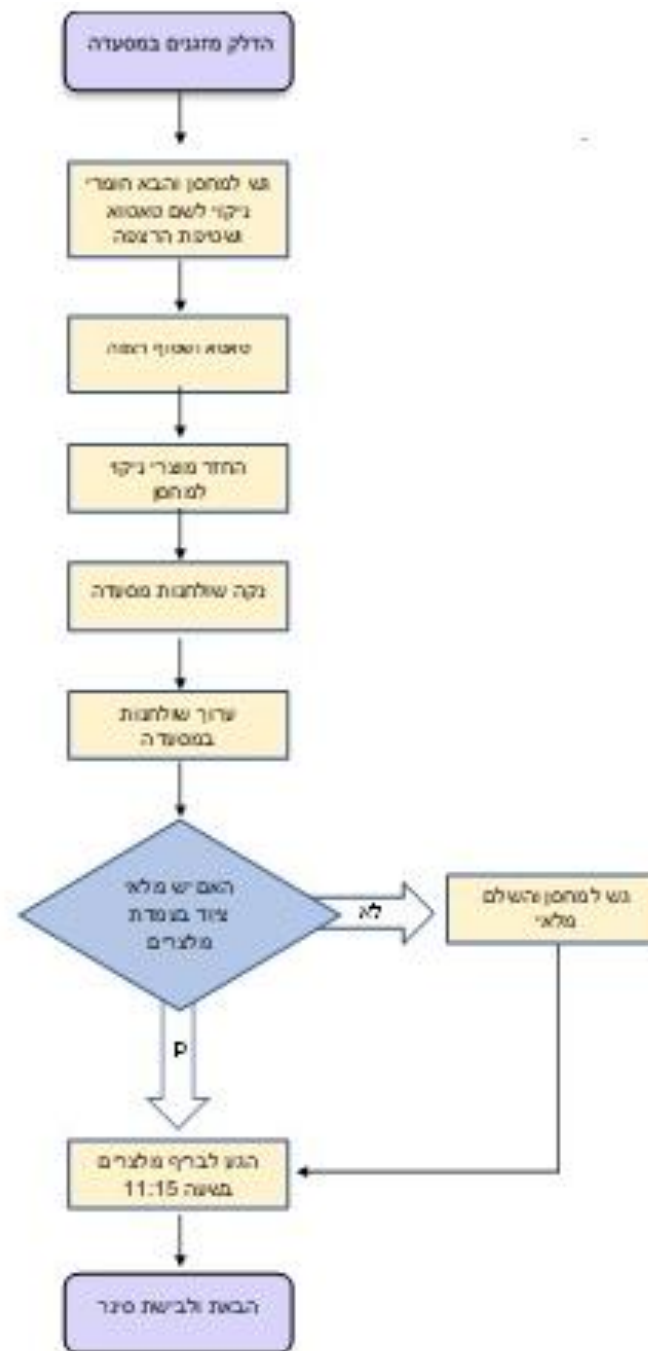 הדלק מזגנים במסעדה
גש למחסן והבא חומרי
ניקוי לשם טאטוא
ושטיפת הרצפה
טאטא ושטוף רצפה
החזר מוצרי ניקוי
למחסן
נקה שולחנות מסעדה
ערוך שולחנות
במסעדה
האם יש מלאי
ציוד בעמדת
מלצרים
לא
גש למחסן והשלם
מלאי
כן
הגע לבריף מלצרים
בשעה 11:15
הבאת ולבישת סינר